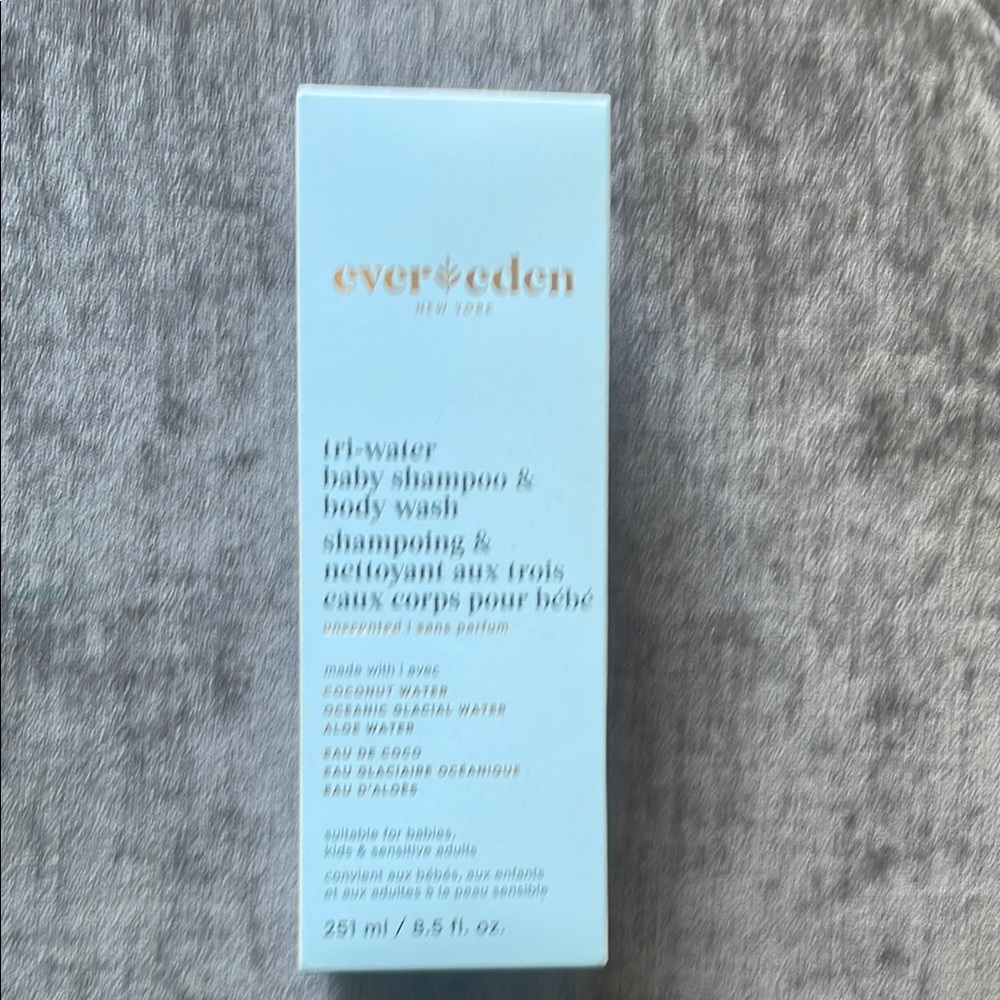 ever eden
NEW YORK
tri-water
baby shampoo &
body wash
shampoing &
nettoyant aux trois
eaux corps pour bébé
unscented | sans parfum
made with | avec
COCONUT WATER
OCEANIC GLACIAL WATER
ALOE WATER
EAU DE COCO
EAU GLACIAIRE OCÉANIQUE
EAU D'ALOÈS
suitable for babies,
kids & sensitive adults
convient aux bébés, aux enfants
et aux adultes à la peau sensible
251 ml / 8.5 fl. oz.